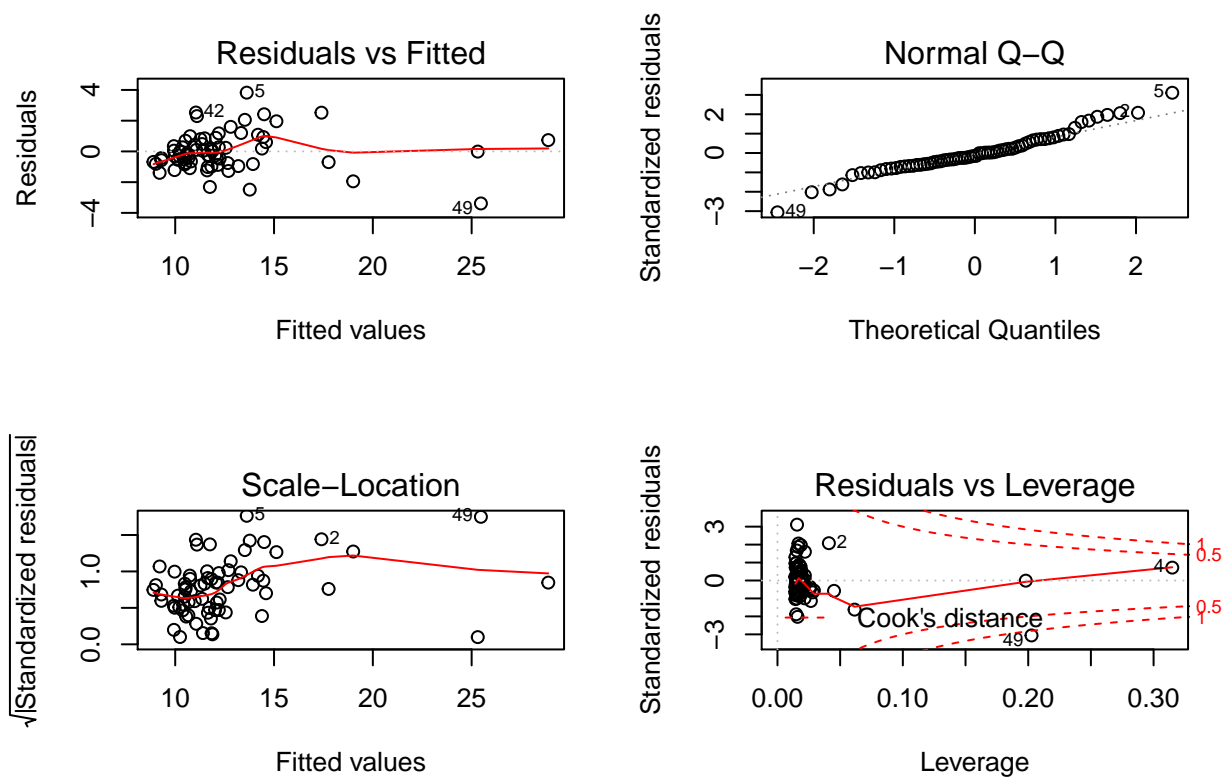 Residuals vs Fitted
Residuals
4
0
−4
5
42
49
10 15 20 25
Fitted values
Normal Q−Q
Standardized residuals
2
0
−3
5
2
49
−2 −1 0 1 2
Theoretical Quantiles
Scale−Location
√|Standardized residuals|
1.0
0.0
5
49
2
10 15 20 25
Fitted values
Residuals vs Leverage
Standardized residuals
3
0
−3
2
4
1
0.5
0.5
1
Cook's distance
49
0.00 0.10 0.20 0.30
Leverage